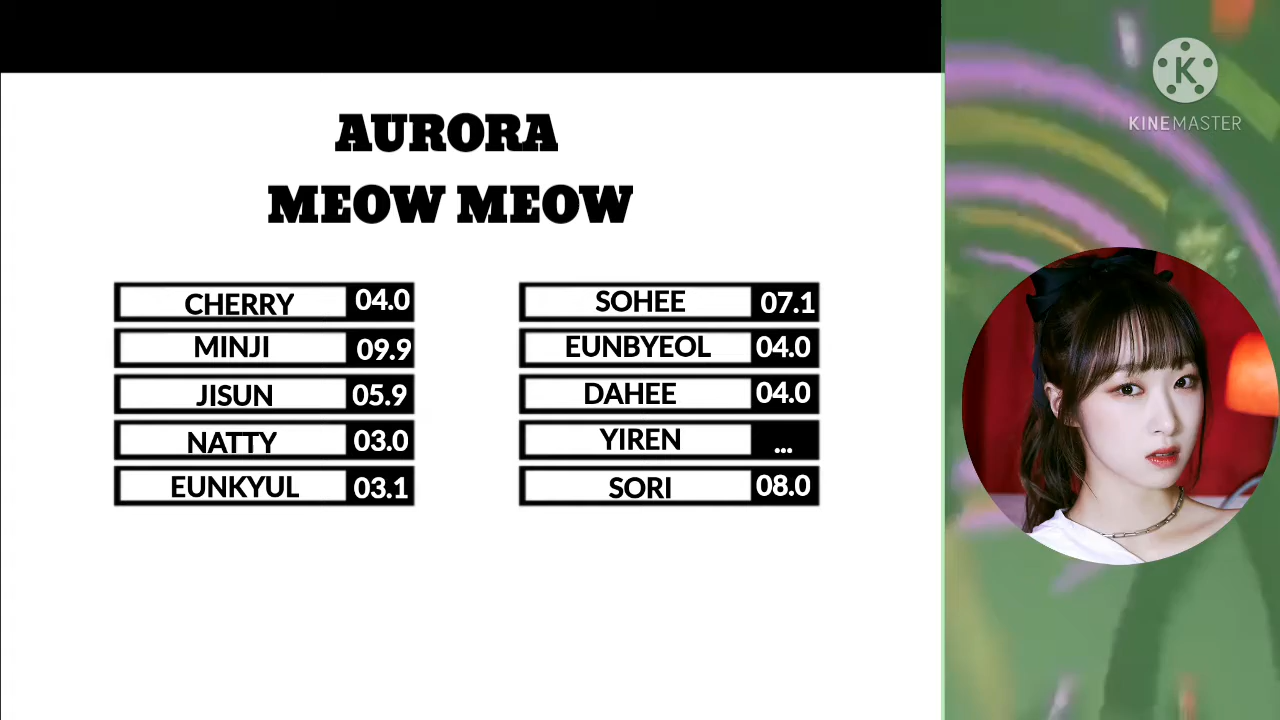 AURORA
MEOW MEOW
CHERRY 04.0
MINJI 09.9
JISUN 05.9
NATTY 03.0
EUNKYUL 03.1
SOHEE 07.1
EUNBYEOL 04.0
DAHEE 04.0
YIREN ...
SORI 08.0
K
KINEMASTER